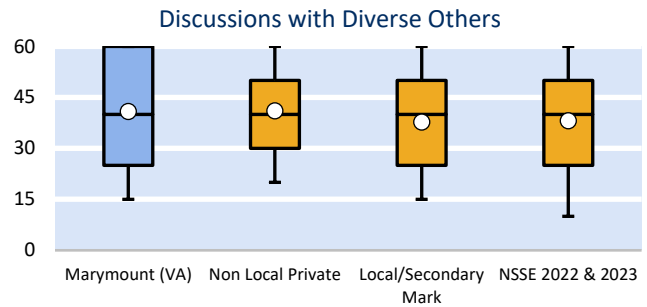 Discussions with Diverse Others
60
45
30
15
0
Marymount (VA) Non Local Private Local/Secondary NSSE 2022 & 2023
Mark